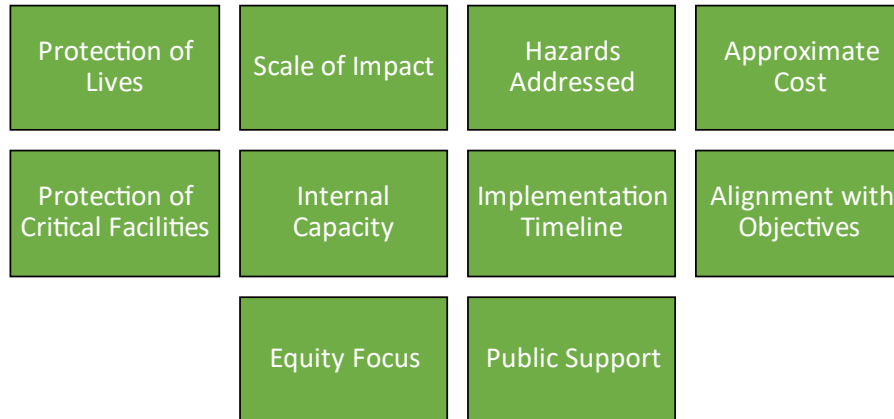 Protection of
Lives
Scale of Impact
Hazards
Addressed
Approximate
Cost
Protection of
Critical Facilities
Internal
Capacity
Implementation
Timeline
Alignment with
Objectives
Equity Focus
Public Support